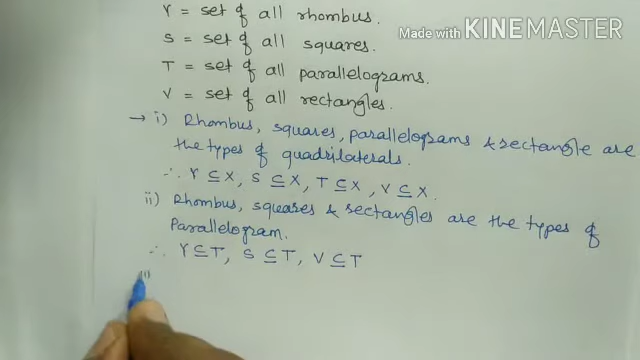 Y = set of all rhombus.
Made with KINEMASTER
S = set of all squares.
T = set of all parallelograms.
V = set of all rectangles.
→ i) Rhombus, squares, parallelograms & rectangle are
the types of quadrilaterals.
∴ Y ⊆ X, S ⊆ X, T ⊆ X, V ⊆ X.
ii) Rhombus, squares & rectangles are the types of
Parallelogram.
∴ Y ⊆ T, S ⊆ T, V ⊆ T